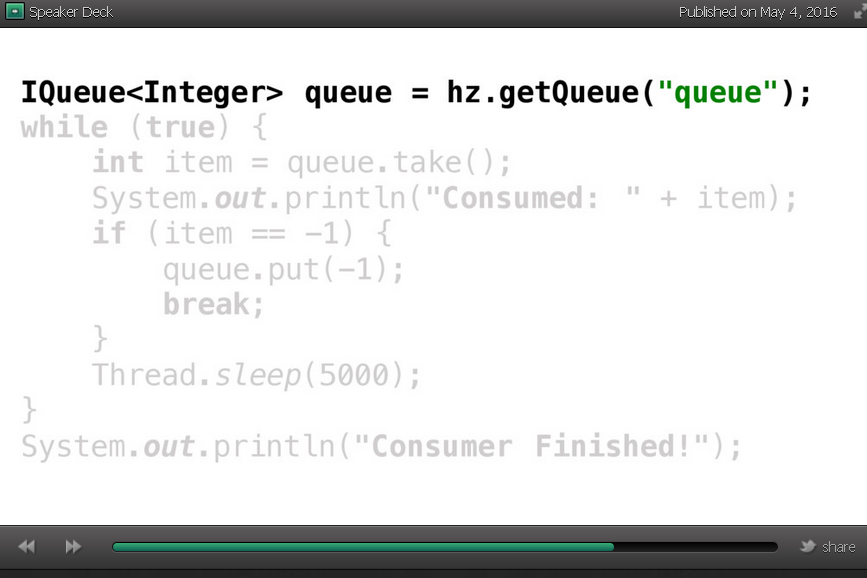 Speaker Deck
Published on May 4, 2016
IQueue<Integer> queue = hz.getQueue("queue");
while (true) {
    int item = queue.take();
    System.out.println("Consumed: " + item);
    if (item == -1) {
        queue.put(-1);
        break;
    }
    Thread.sleep(5000);
}
System.out.println("Consumer Finished!");
share